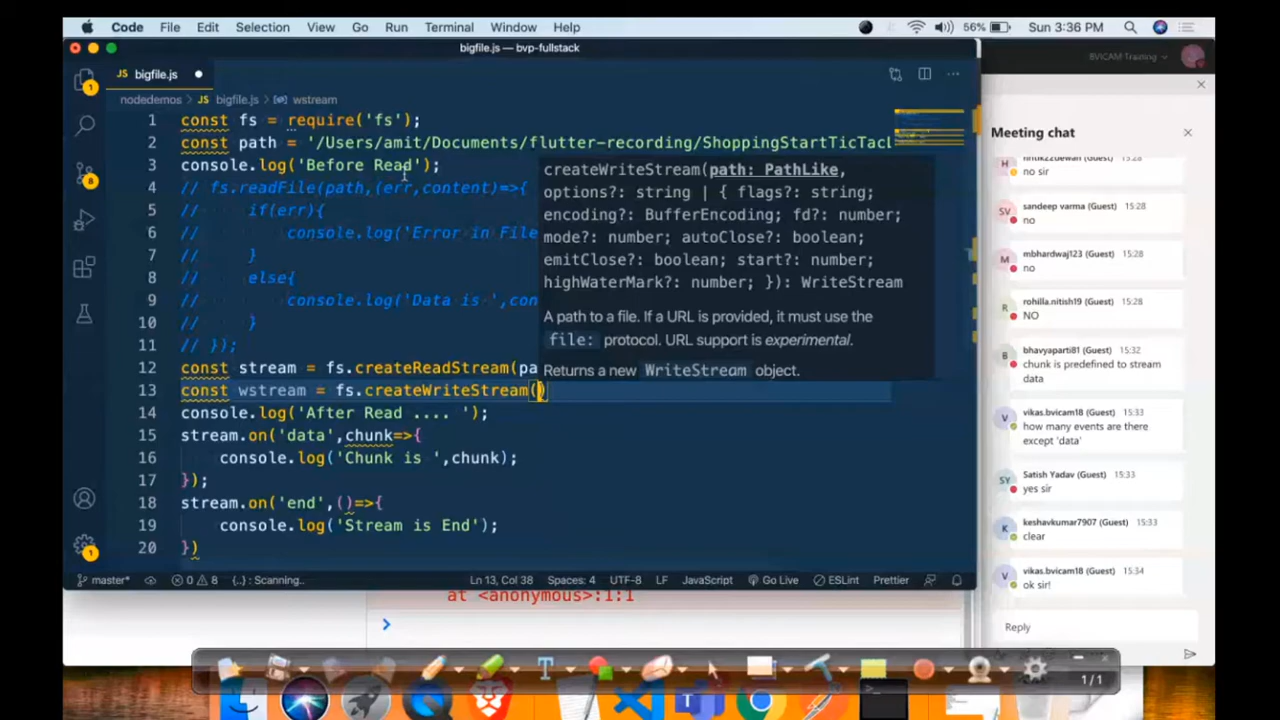 Code File Edit Selection View Go Run Terminal Window Help 56% Sun 3:36 PM
bigfile.js — bvp-fullstack
JS bigfile.js
nodedemos > JS bigfile.js > wstream
1 const fs = require('fs');
2 const path = '/Users/amit/Documents/flutter-recording/ShoppingStartTicTacl
3 console.log('Before Read');
4 // fs.readFile(path,(err,content)=>{
5 // if(err){
6 // console.log('Error in File
7 // }
8 // else{
9 // console.log('Data is ',con
10 // }
11 // });
12 const stream = fs.createReadStream(pa
13 const wstream = fs.createWriteStream()
14 console.log('After Read .... ');
15 stream.on('data',chunk=>{
16 console.log('Chunk is ',chunk);
17 });
18 stream.on('end',()=>{
19 console.log('Stream is End');
20 })
createWriteStream(path: PathLike,
options?: string | { flags?: string;
encoding?: BufferEncoding; fd?: number;
mode?: number; autoClose?: boolean;
emitClose?: boolean; start?: number;
highWaterMark?: number; }): WriteStream
A path to a file. If a URL is provided, it must use the
file: protocol. URL support is experimental.
Returns a new WriteStream object.
1
8
1
master* 0 8 {..} : Scanning.. Ln 13, Col 38 Spaces: 4 UTF-8 LF JavaScript Go Live ESLint Prettier
at <anonymous>:1:1
BVICAM Training
Meeting chat
no sir
SV sandeep varma (Guest) 15:28
no
M mbhardwaj123 (Guest) 15:28
no
R rohilla.nitish19 (Guest) 15:28
NO
B bhavyaparti81 (Guest) 15:32
chunk is predefined to stream
data
V vikas.bvicam18 (Guest) 15:33
how many events are there
except 'data'
SY Satish Yadav (Guest) 15:33
yes sir
K keshavkumar7907 (Guest) 15:33
clear
V vikas.bvicam18 (Guest) 15:34
ok sir!
Reply
1/1